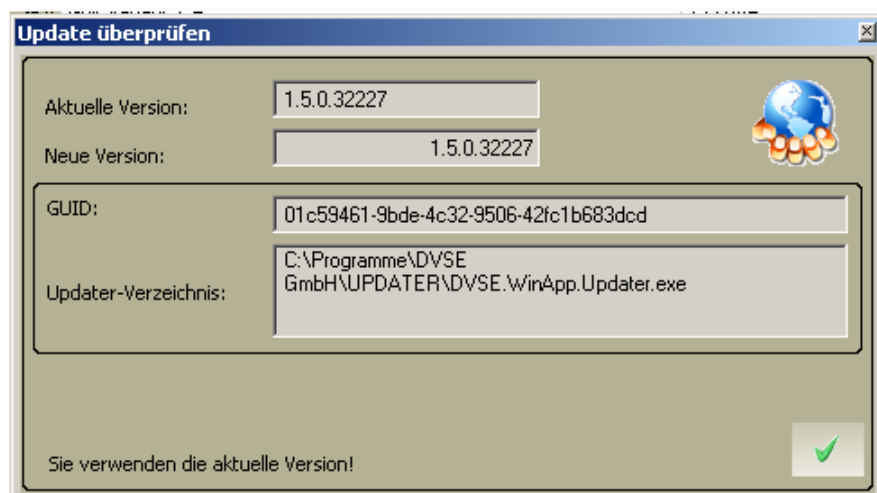 Update überprüfen
Aktuelle Version:
1.5.0.32227
Neue Version:
1.5.0.32227
GUID:
01c59461-9bde-4c32-9506-42fc1b683dcd
Updater-Verzeichnis:
C:\Programme\DVSE
GmbH\UPDATER\DVSE.WinApp.Updater.exe
Sie verwenden die aktuelle Version!